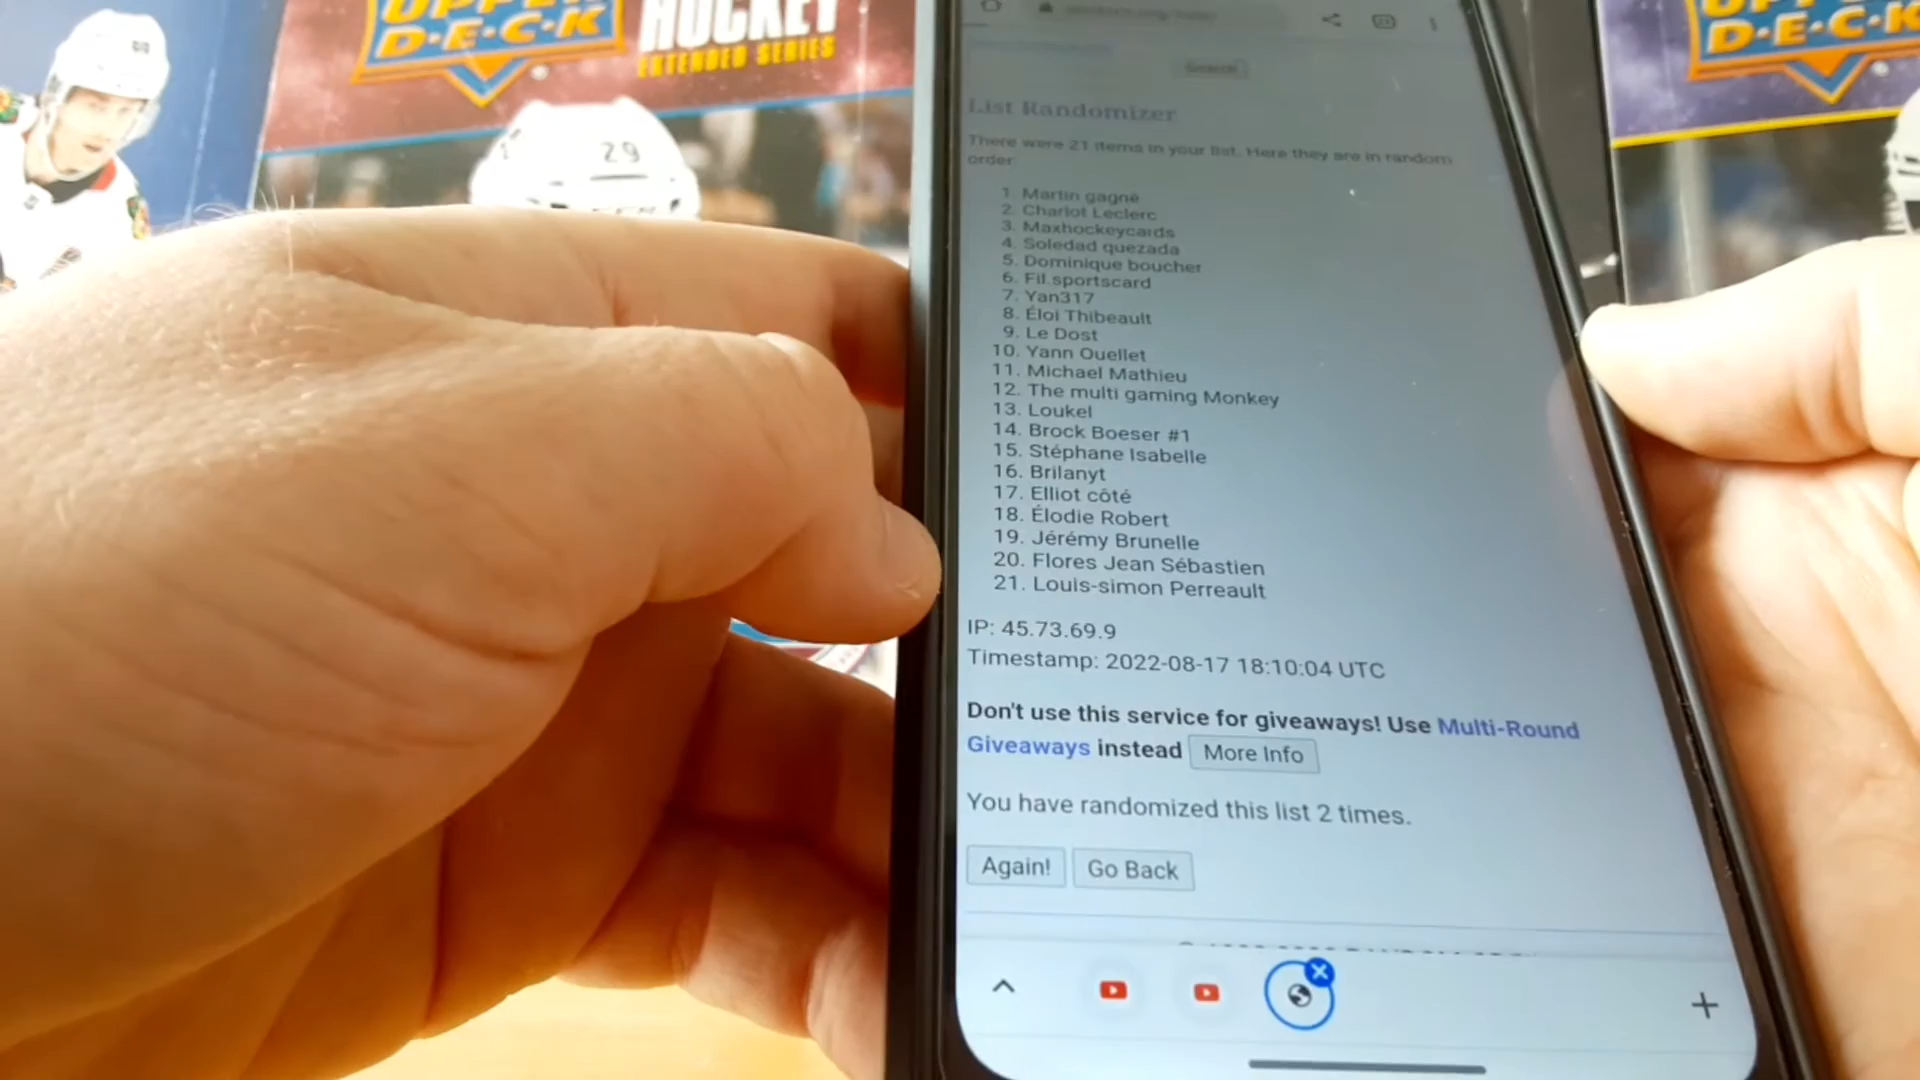 UPPER
D·E·C·K
HOCKEY
EXTENDED SERIES
29
D·E·C·K
Search
List Randomizer
There were 21 items in your list. Here they are in random
order:
1. Martin gagné
2. Charlot Leclerc
3. Maxhockeycards
4. Soledad quezada
5. Dominique boucher
6. Fil.sportscard
7. Yan317
8. Éloi Thibeault
9. Le Dost
10. Yann Ouellet
11. Michael Mathieu
12. The multi gaming Monkey
13. Loukel
14. Brock Boeser #1
15. Stéphane Isabelle
16. Brilanyt
17. Elliot côté
18. Élodie Robert
19. Jérémy Brunelle
20. Flores Jean Sébastien
21. Louis-simon Perreault
IP: 45.73.69.9
Timestamp: 2022-08-17 18:10:04 UTC
Don't use this service for giveaways! Use Multi-Round
Giveaways instead More Info
You have randomized this list 2 times.
Again! Go Back